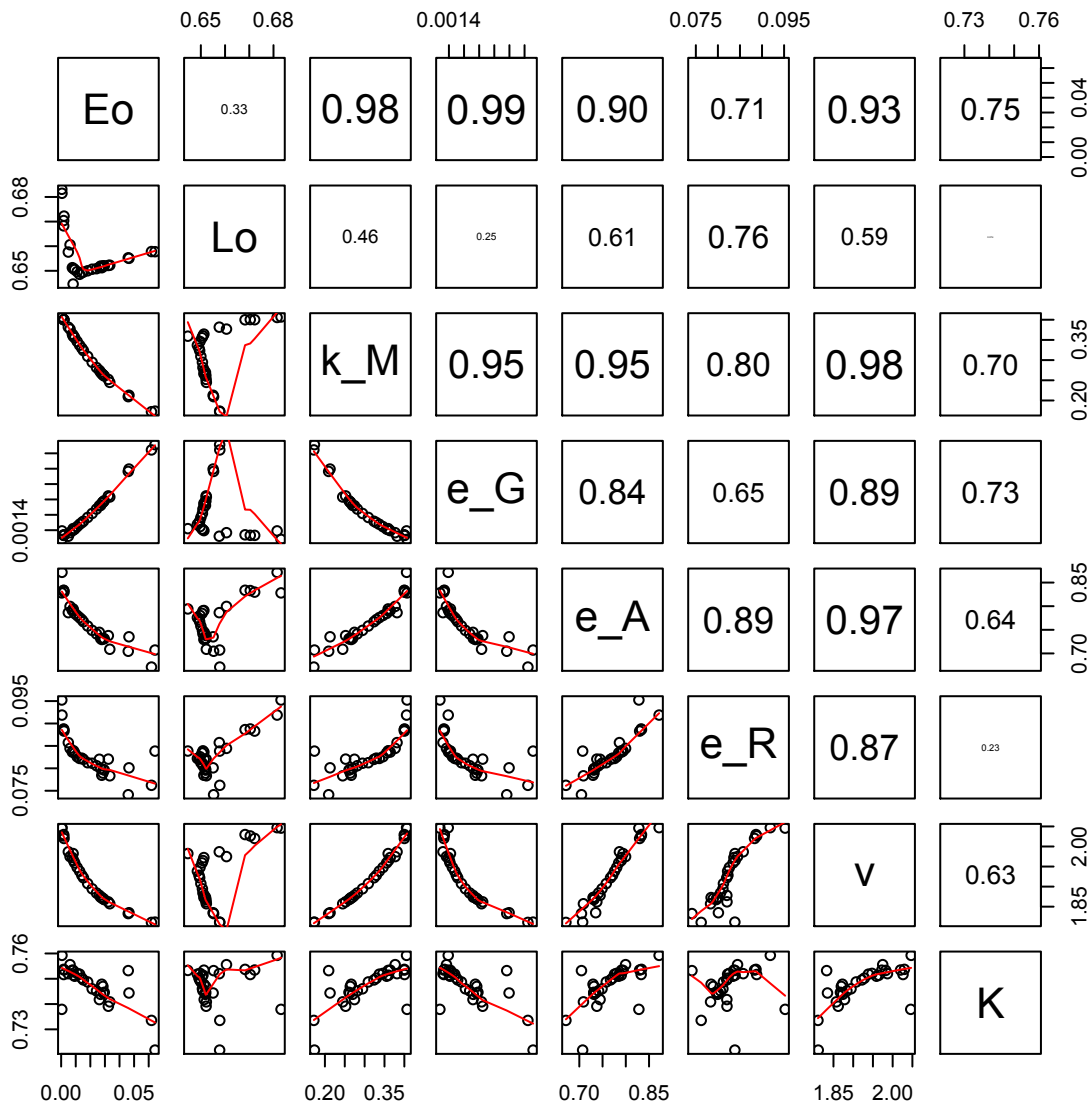 0.65 0.68 0.0014 0.075 0.095 0.73 0.76
Eo 0.33 0.98 0.99 0.90 0.71 0.93 0.75 0.00 0.04
0.65 0.68 Lo 0.46 0.25 0.61 0.76 0.59
k_M 0.95 0.95 0.80 0.98 0.70 0.20 0.35
0.0014 e_G 0.84 0.65 0.89 0.73
e_A 0.89 0.97 0.64 0.70 0.85
0.075 0.095 e_R 0.87 0.23
v 0.63 1.85 2.00
0.73 0.76 K
0.00 0.04 0.20 0.35 0.70 0.85 1.85 2.00